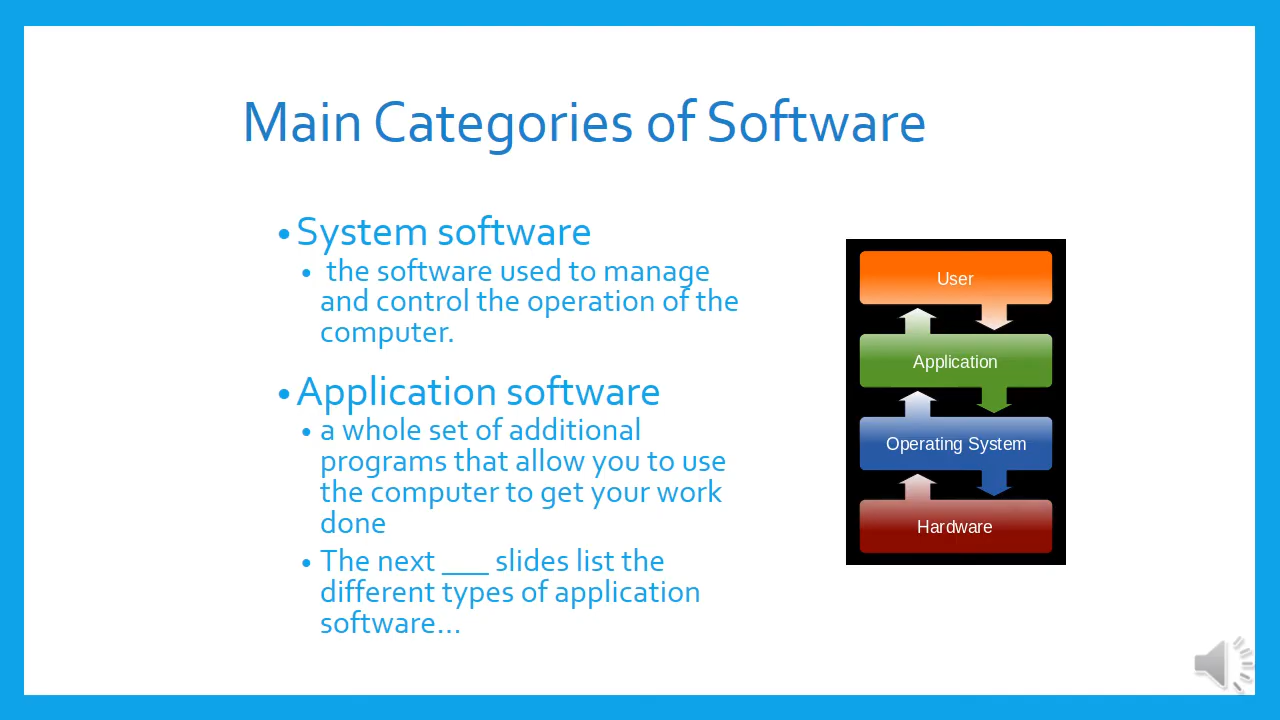 Main Categories of Software
•System software
• the software used to manage
and control the operation of the
computer.
•Application software
• a whole set of additional
programs that allow you to use
the computer to get your work
done
• The next ___ slides list the
different types of application
software…
User
Application
Operating System
Hardware